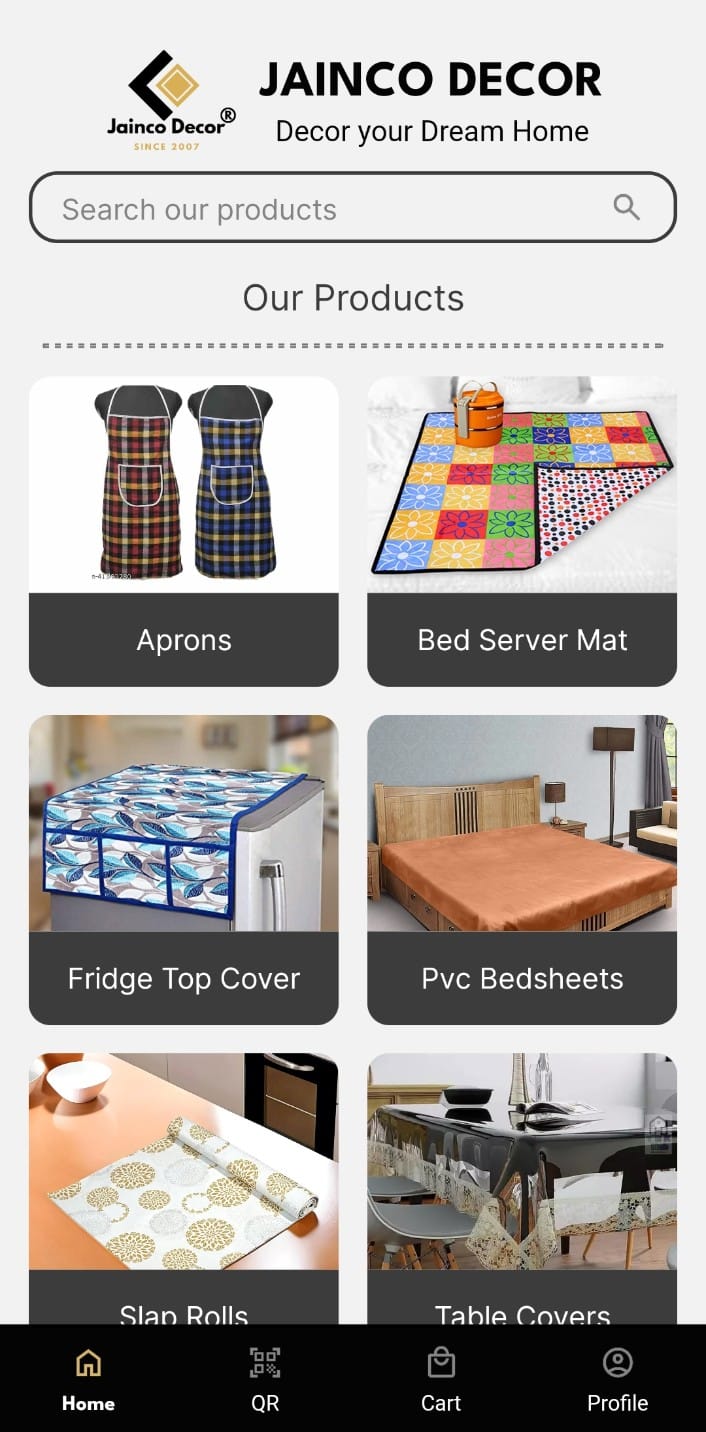 Jainco Decor®
SINCE 2007
JAINCO DECOR
Decor your Dream Home
Search our products
Our Products
Aprons
Bed Server Mat
Fridge Top Cover
Pvc Bedsheets
Slap Rolls
Table Covers
Home
QR
Cart
Profile